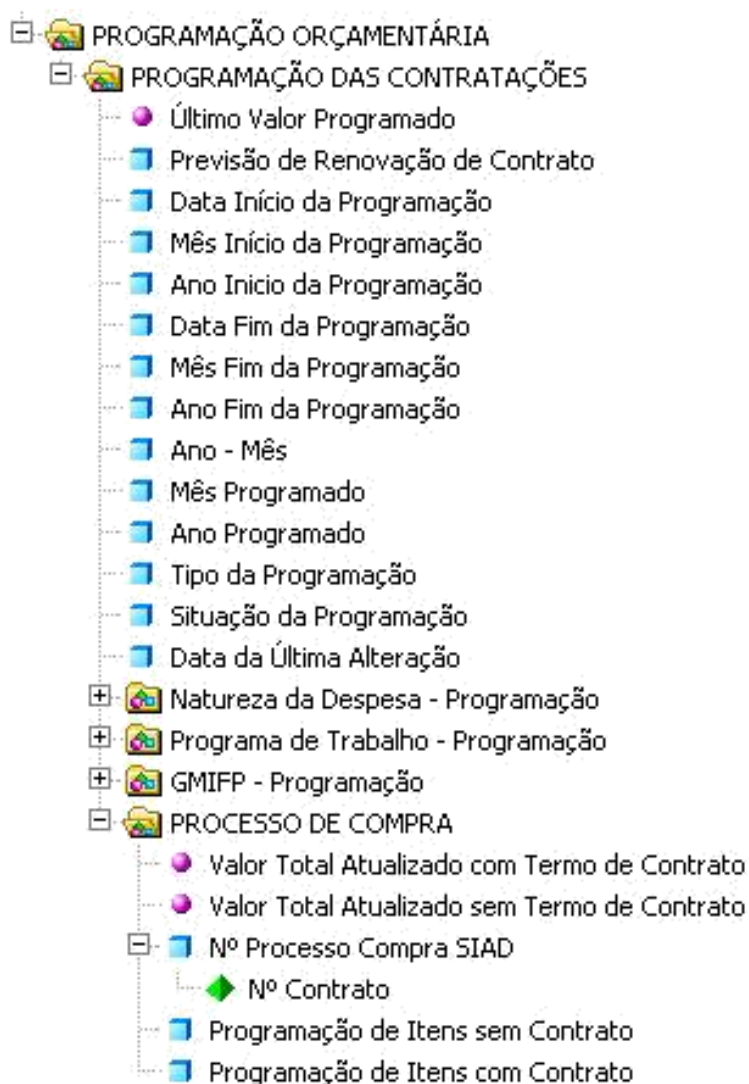 PROGRAMAÇÃO ORÇAMENTÁRIA
PROGRAMAÇÃO DAS CONTRATAÇÕES
Último Valor Programado
Previsão de Renovação de Contrato
Data Início da Programação
Mês Início da Programação
Ano Inicio da Programação
Data Fim da Programação
Mês Fim da Programação
Ano Fim da Programação
Ano - Mês
Mês Programado
Ano Programado
Tipo da Programação
Situação da Programação
Data da Última Alteração
Natureza da Despesa - Programação
Programa de Trabalho - Programação
GMIFP - Programação
PROCESSO DE COMPRA
Valor Total Atualizado com Termo de Contrato
Valor Total Atualizado sem Termo de Contrato
Nº Processo Compra SIAD
Nº Contrato
Programação de Itens sem Contrato
Programação de Itens com Contrato